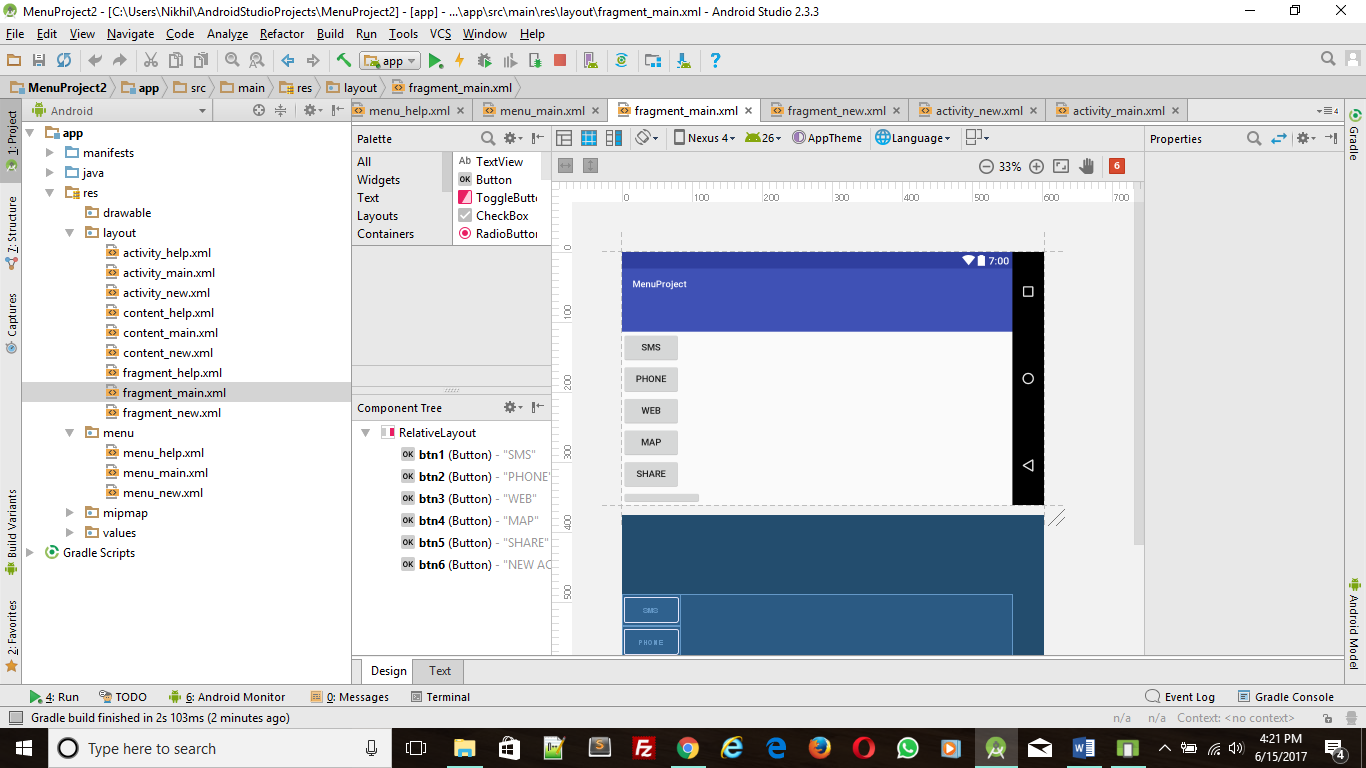 MenuProject2 - [C:\Users\Nikhil\AndroidStudioProjects\MenuProject2] - [app] - ...\app\src\main\res\layout\fragment_main.xml - Android Studio 2.3.3
File Edit View Navigate Code Analyze Refactor Build Run Tools VCS Window Help
app
MenuProject2 app src main res layout fragment_main.xml
Android
menu_help.xml menu_main.xml fragment_main.xml fragment_new.xml activity_new.xml activity_main.xml
4
1: Project
7: Structure
Captures
Build Variants
2: Favorites
app
manifests
java
res
drawable
layout
activity_help.xml
activity_main.xml
activity_new.xml
content_help.xml
content_main.xml
content_new.xml
fragment_help.xml
fragment_main.xml
fragment_new.xml
menu
menu_help.xml
menu_main.xml
menu_new.xml
mipmap
values
Gradle Scripts
Palette
All
Widgets
Text
Layouts
Containers
Ab TextView
OK Button
ToggleButt
CheckBox
RadioButton
Component Tree
RelativeLayout
OK btn1 (Button) - "SMS"
OK btn2 (Button) - "PHONE"
OK btn3 (Button) - "WEB"
OK btn4 (Button) - "MAP"
OK btn5 (Button) - "SHARE"
OK btn6 (Button) - "NEW AC
Nexus 4 26 AppTheme Language
33% 6
0 100 200 300 400 500 600 700
0
100
200
300
400
500
7:00
MenuProject
SMS
PHONE
WEB
MAP
SHARE
SMS
PHONE
Properties
Gradle
Android Model
Design Text
4: Run TODO 6: Android Monitor 0: Messages Terminal Event Log Gradle Console
Gradle build finished in 2s 103ms (2 minutes ago) n/a n/a Context: <no context>
Type here to search
4:21 PM
6/15/2017
4